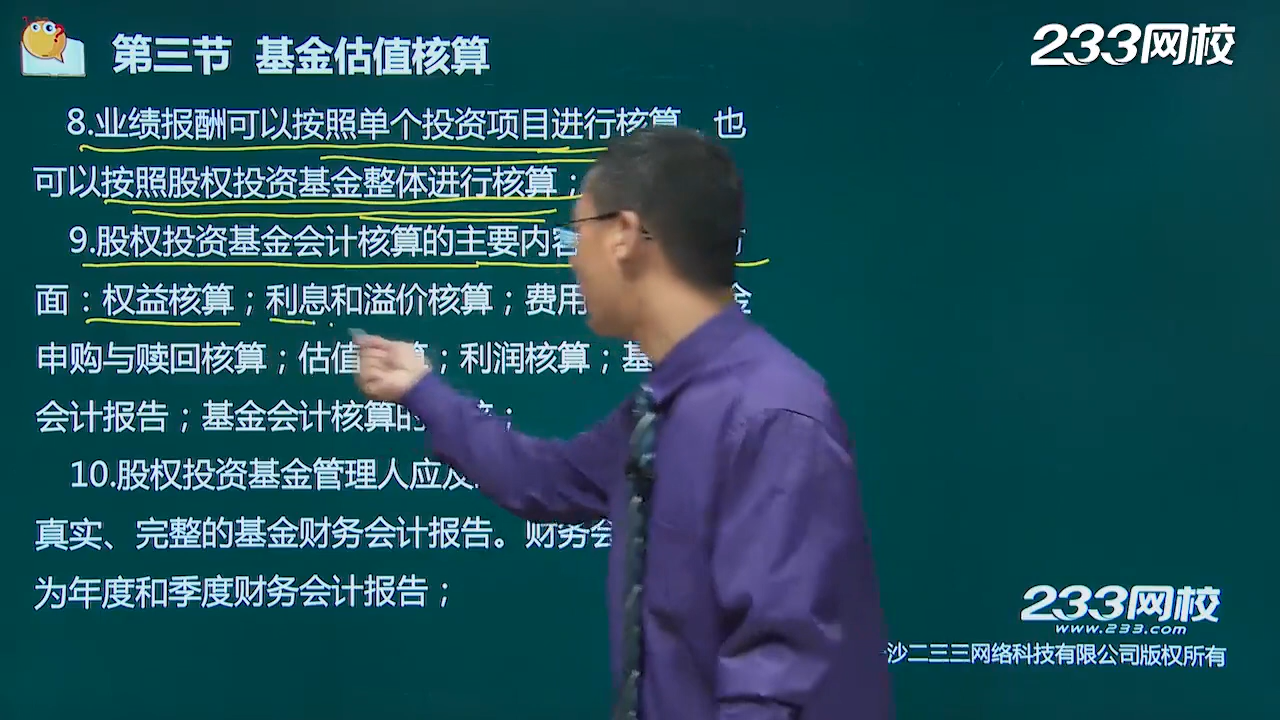 第三节 基金估值核算
233网校
8.业绩报酬可以按照单个投资项目进行核算，也
可以按照股权投资基金整体进行核算；
9.股权投资基金会计核算的主要内容
面：权益核算；利息和溢价核算；费用
申购与赎回核算；估值 算；利润核算；基
会计报告；基金会计核算的
10.股权投资基金管理人应及
真实、完整的基金财务会计报告。财务会
为年度和季度财务会计报告；
233网校
www.233.com
沙二三三网络科技有限公司版权所有